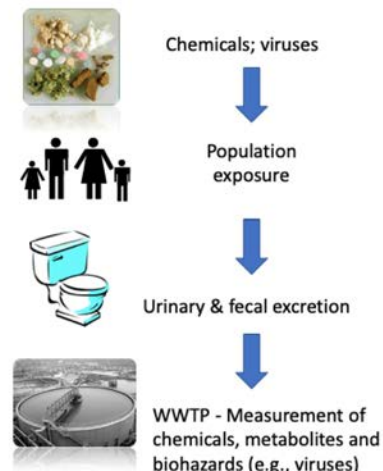 Chemicals; viruses
Population
exposure
Urinary & fecal excretion
WWTP - Measurement of
chemicals, metabolites and
biohazards (e.g., viruses)